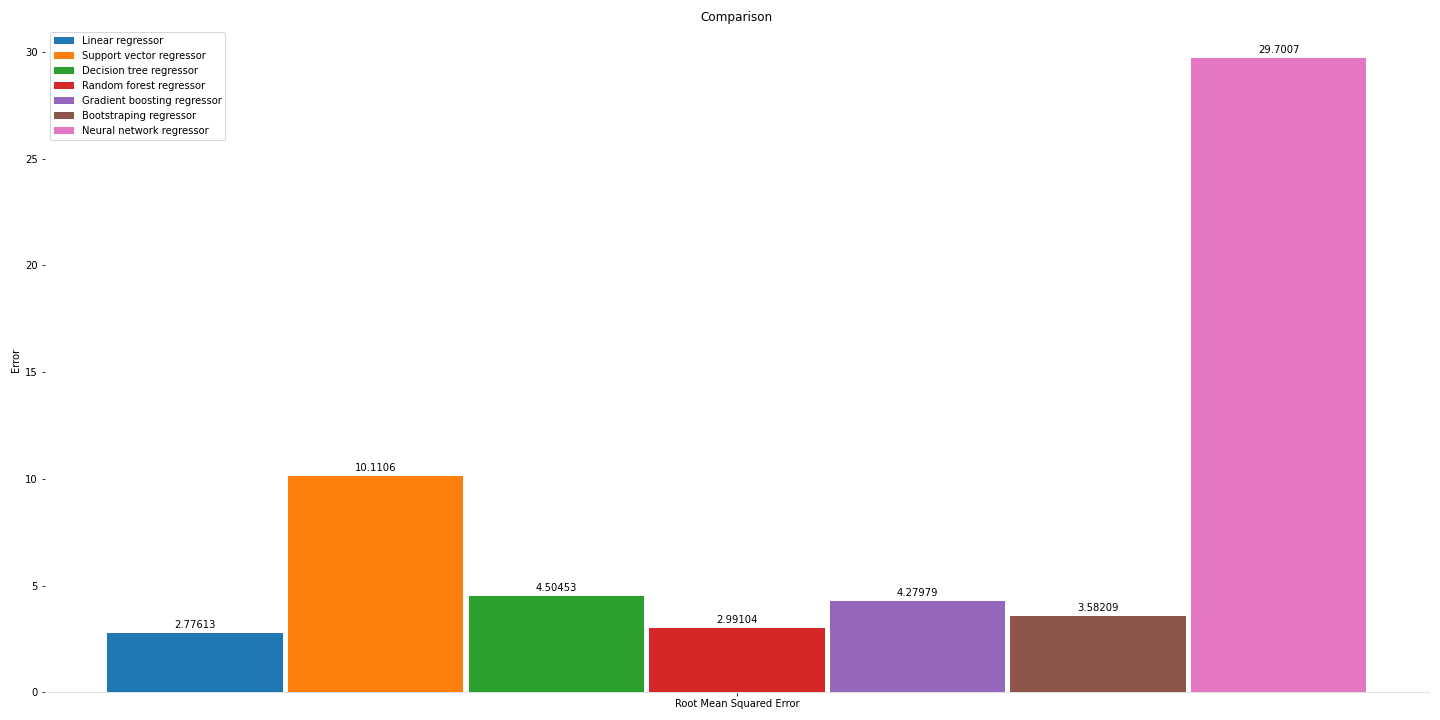 Comparison
Linear regressor
Support vector regressor
Decision tree regressor
Random forest regressor
Gradient boosting regressor
Bootstraping regressor
Neural network regressor
30
25
20
15
10
5
0
Error
2.77613
10.1106
4.50453
2.99104
4.27979
3.58209
29.7007
Root Mean Squared Error